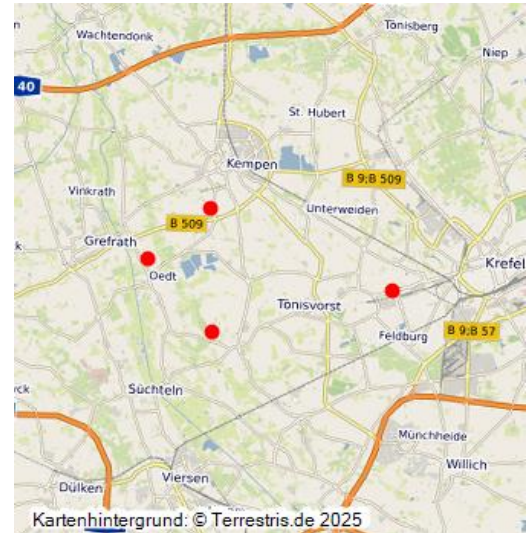 Tönisberg
Wachtendonk
Niep
40
St. Hubert
Kempen
B 9;B 509
Vinkrath
Unterweiden
B 509
Grefrath
Krefel
Oedt
Tönisvorst
B 9;B 57
Feldburg
Süchteln
Münchheide
Viersen
Willich
Dülken
Kartenhintergrund: © Terrestris.de 2025